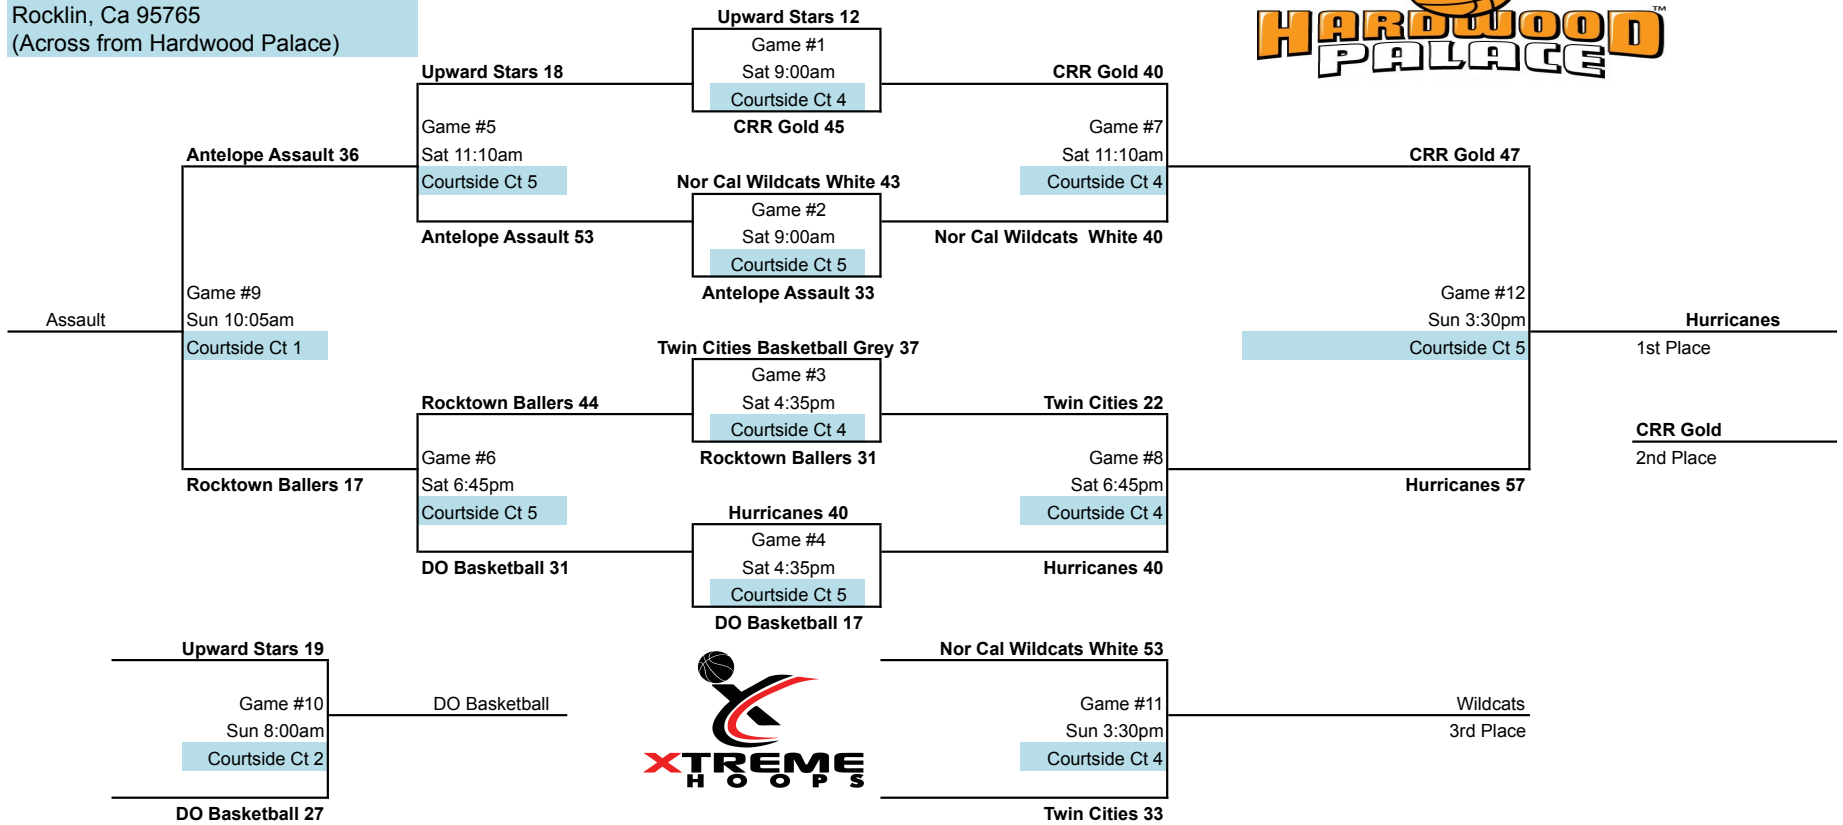 Rocklin, Ca 95765
(Across from Hardwood Palace)
HARDWOOD
PALACE
TM
Upward Stars 12
Game #1
Sat 9:00am
Courtside Ct 4
CRR Gold 45
Upward Stars 18
Game #5
Sat 11:10am
Courtside Ct 5
Antelope Assault 53
CRR Gold 40
Game #7
Sat 11:10am
Courtside Ct 4
Nor Cal Wildcats  White 40
Nor Cal Wildcats White 43
Game #2
Sat 9:00am
Courtside Ct 5
Antelope Assault 33
Antelope Assault 36
Game #9
Sun 10:05am
Courtside Ct 1
Rocktown Ballers 17
Assault
CRR Gold 47
Game #12
Sun 3:30pm
Courtside Ct 5
Hurricanes 57
Hurricanes
1st Place
CRR Gold
2nd Place
Twin Cities Basketball Grey 37
Game #3
Sat 4:35pm
Courtside Ct 4
Rocktown Ballers 31
Rocktown Ballers 44
Game #6
Sat 6:45pm
Courtside Ct 5
DO Basketball 31
Twin Cities 22
Game #8
Sat 6:45pm
Courtside Ct 4
Hurricanes 40
Hurricanes 40
Game #4
Sat 4:35pm
Courtside Ct 5
DO Basketball 17
Upward Stars 19
Game #10
Sun 8:00am
Courtside Ct 2
DO Basketball 27
DO Basketball
XTREME
HOOPS
Nor Cal Wildcats White 53
Game #11
Sun 3:30pm
Courtside Ct 4
Twin Cities 33
Wildcats
3rd Place